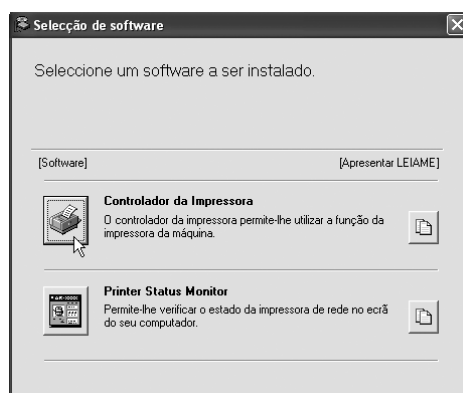 Selecção de software
Seleccione um software a ser instalado.
[Software] [Apresentar LEIAME]
Controlador da Impressora
O controlador da impressora permite-lhe utilizar a função da
impressora da máquina.
Printer Status Monitor
Permite-lhe verificar o estado da impressora de rede no ecrã
do seu computador.